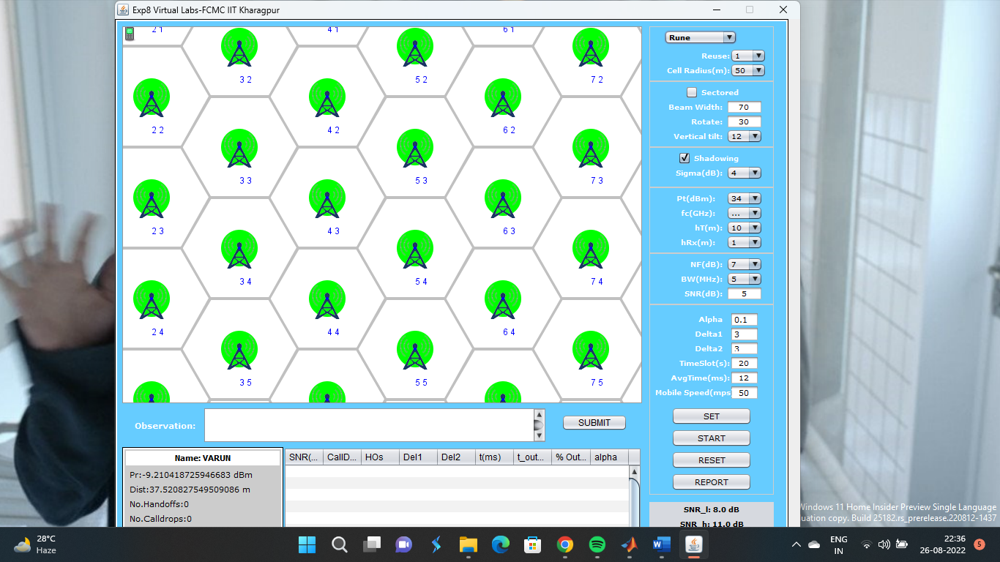 Exp8 Virtual Labs-FCMC IIT Kharagpur
2 1
4 1
6 1
3 2
5 2
7 2
2 2
4 2
6 2
3 3
5 3
7 3
2 3
4 3
6 3
3 4
5 4
7 4
2 4
4 4
6 4
3 5
5 5
7 5
Rune
Reuse: 1
Cell Radius(m): 50
Sectored
Beam Width: 70
Rotate: 30
Vertical tilt: 12
Shadowing
Sigma(dB): 4
Pt(dBm): 34
fc(GHz): ...
hT(m): 10
hRx(m): 1
NF(dB): 7
BW(MHz): 5
SNR(dB): 5
Alpha 0.1
Delta1 3
Delta2 3
TimeSlot(s): 20
AvgTime(ms): 12
Mobile Speed(mps 50
SET
START
RESET
REPORT
SNR_l: 8.0 dB
SNR_h: 11.0 dB
Observation:
SUBMIT
Name: VARUN
Pr:-9.210418725946683 dBm
Dist:37.520827549509086 m
No.Handoffs:0
No.Calldrops:0
SNR(... CallD... HOs Del1 Del2 t(ms) t_out... % Out... alpha
Windows 11 Home Insider Preview Single Language
uation copy. Build 25182.rs_prerelease.220812-1437
28°C
Haze
ENG
IN
22:36
26-08-2022
5